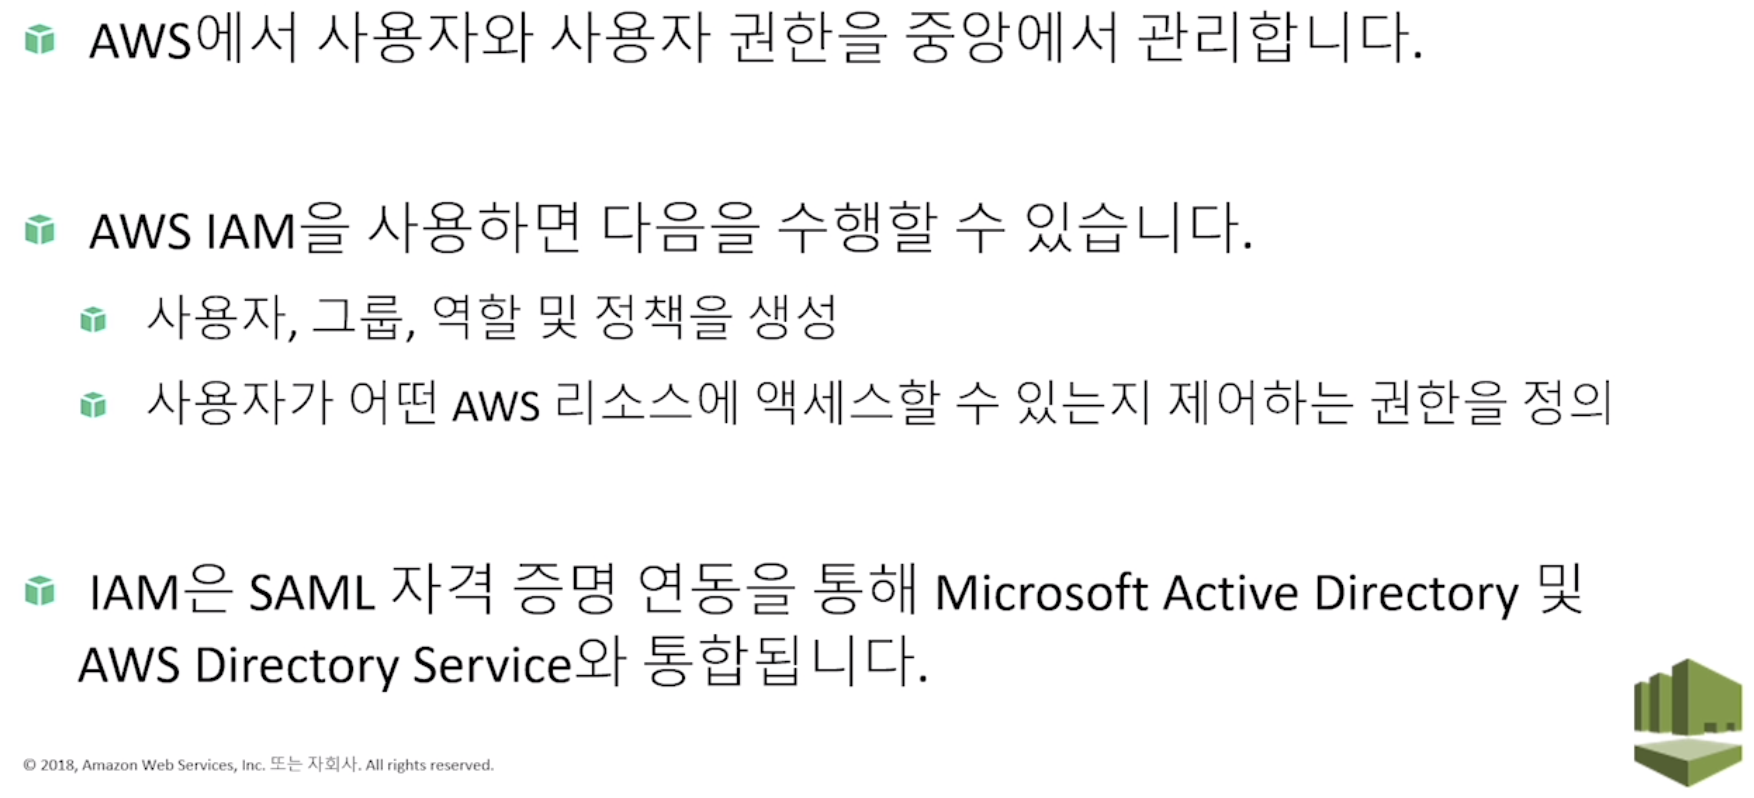 AWS에서 사용자와 사용자 권한을 중앙에서 관리합니다.
AWS IAM을 사용하면 다음을 수행할 수 있습니다.
사용자, 그룹, 역할 및 정책을 생성
사용자가 어떤 AWS 리소스에 액세스할 수 있는지 제어하는 권한을 정의
IAM은 SAML 자격 증명 연동을 통해 Microsoft Active Directory 및
AWS Directory Service와 통합됩니다.
© 2018, Amazon Web Services, Inc. 또는 자회사. All rights reserved.